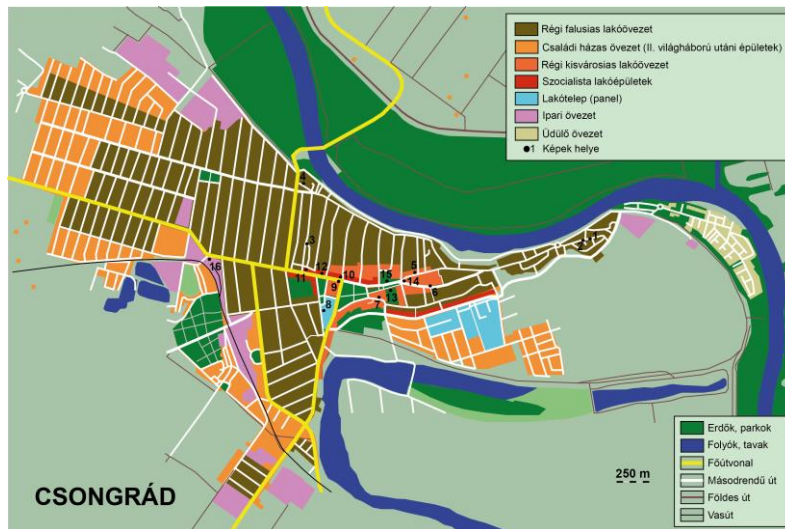 Régi falusias lakóövezet
Családi házas övezet (II. világháború utáni épületek)
Régi kisvárosias lakóövezet
Szocialista lakóépületek
Lakótelep (panel)
Ipari övezet
Üdülő övezet
1 Képek helye
4
3
1
2
16
11
12
10
9
15
5
14
6
13
7
8
Erdők, parkok
Folyók, tavak
Főútvonal
Másodrendű út
Földes út
Vasút
250 m
CSONGRÁD